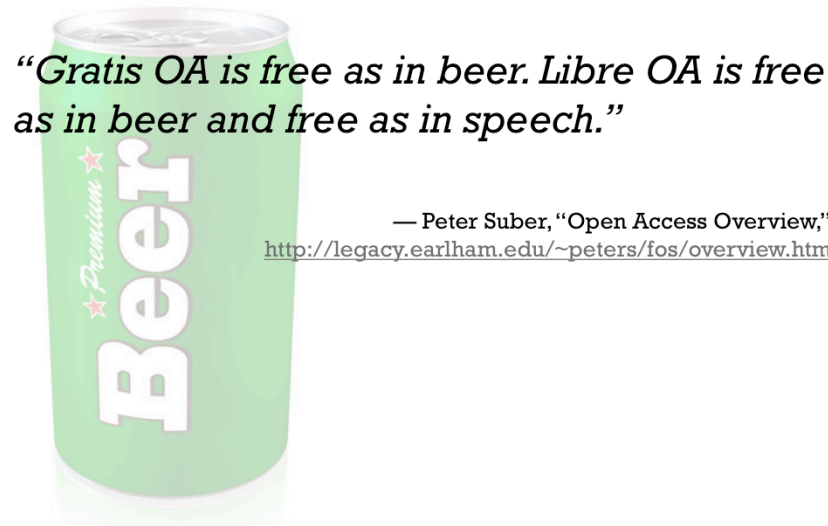 “Gratis OA is free as in beer. Libre OA is free
as in beer and free as in speech.”
— Peter Suber, “Open Access Overview,”
http://legacy.earlham.edu/~peters/fos/overview.htm
Premium
Beer